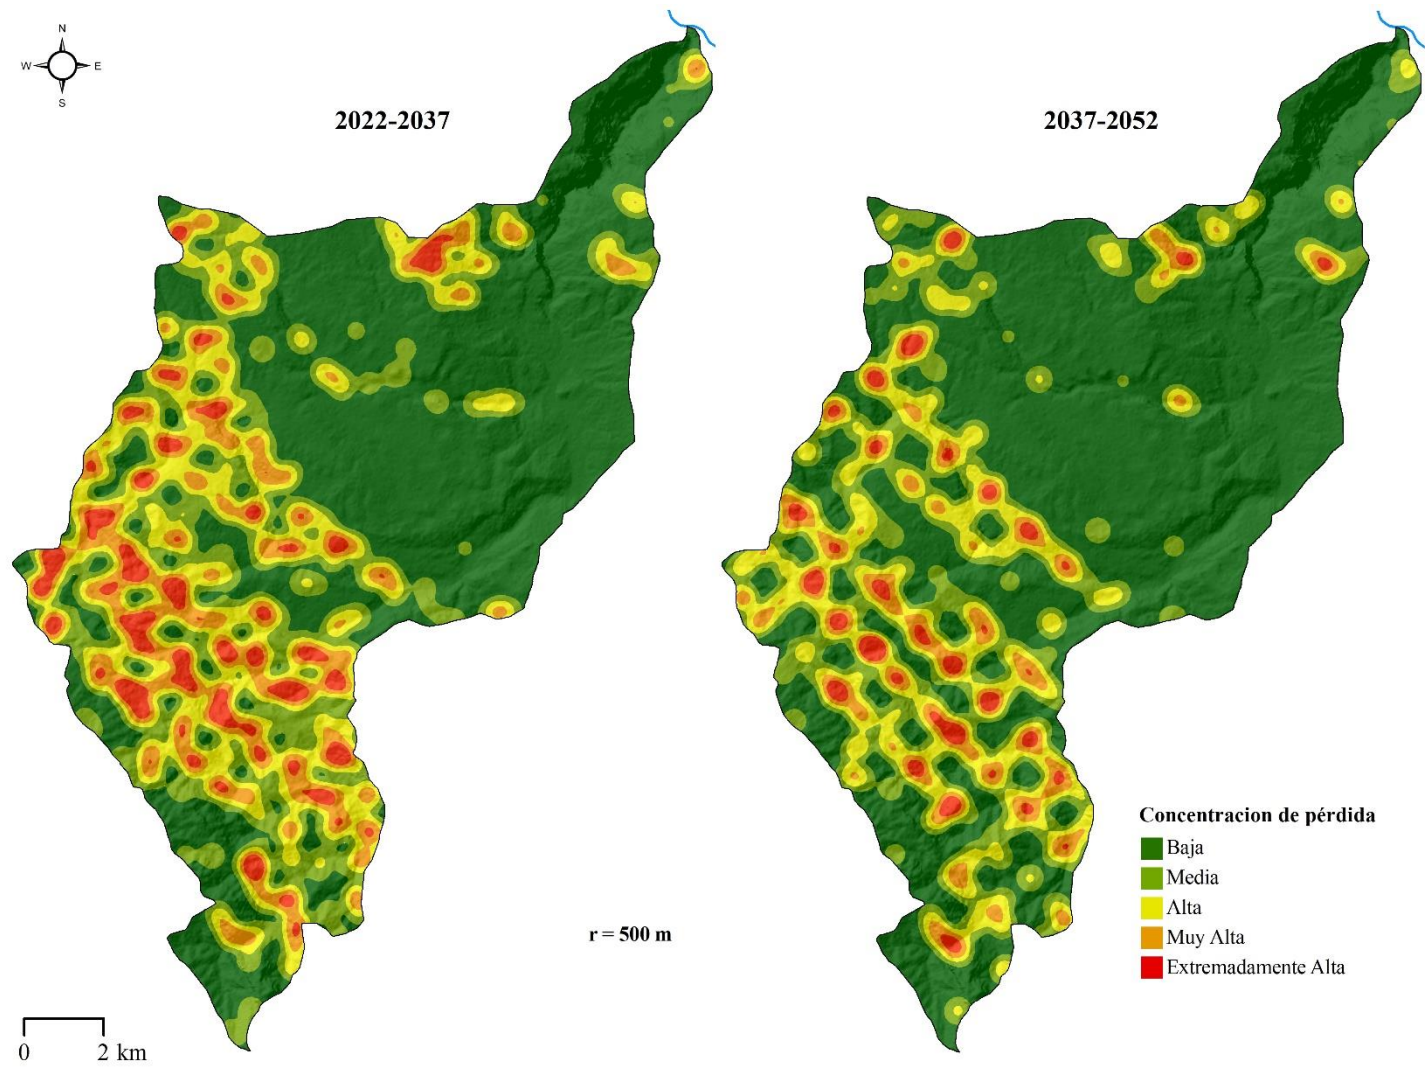 N
W E
S
2022-2037
2037-2052
Concentracion de pérdida
Baja
Media
Alta
Muy Alta
Extremadamente Alta
r = 500 m
0 2 km